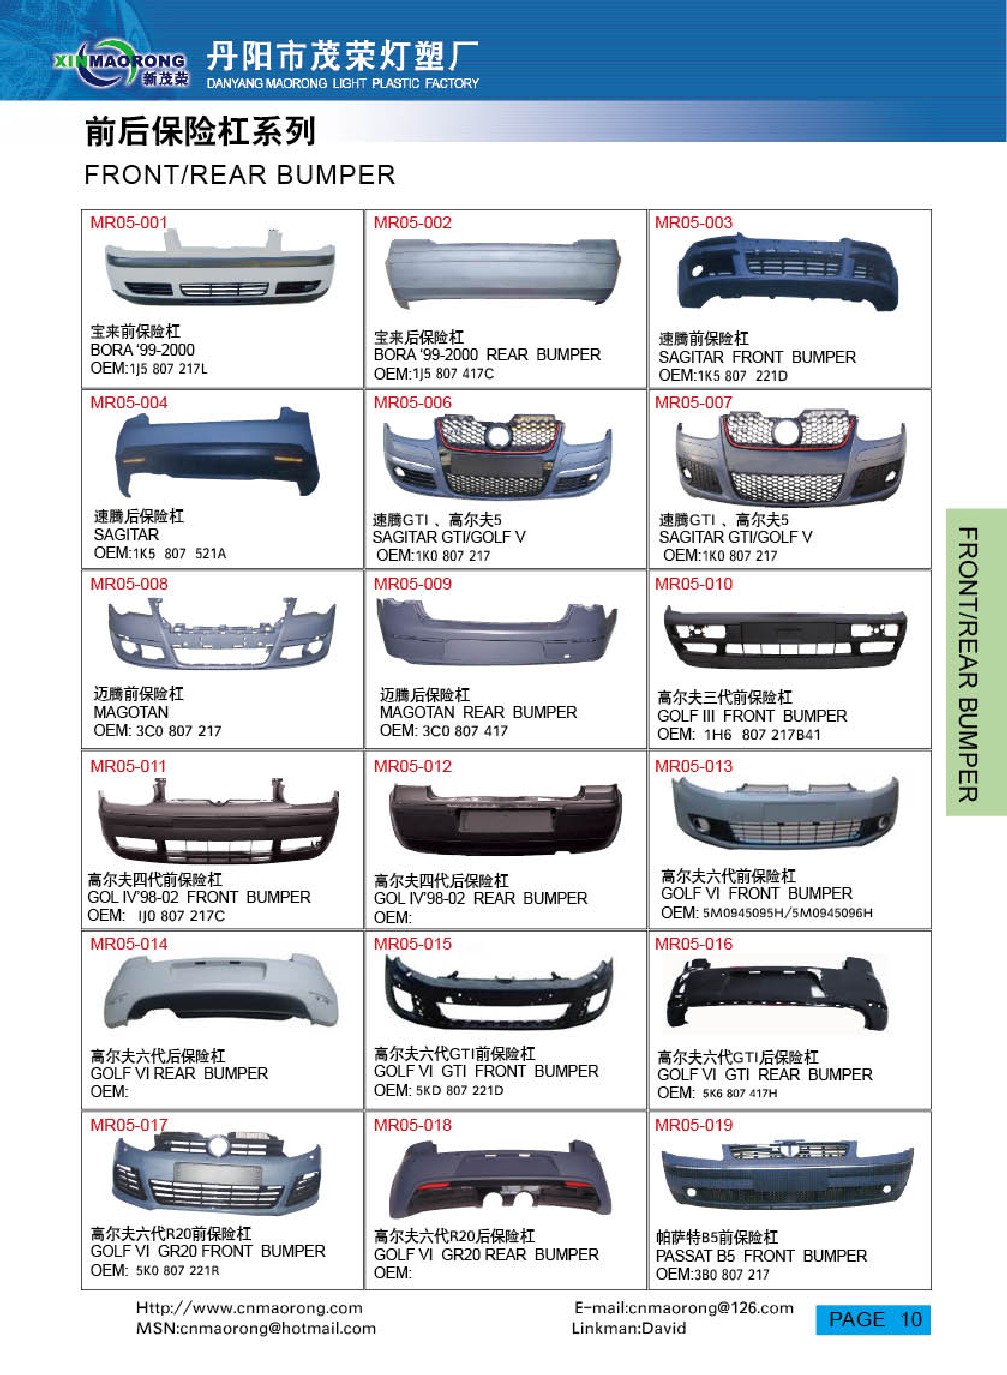 XINMAORONG
新茂荣
丹阳市茂荣灯塑厂
DANYANG MAORONG LIGHT PLASTIC FACTORY
前后保险杠系列
FRONT/REAR BUMPER
MR05-001
宝来前保险杠
BORA ‘99-2000
OEM:1J5 807 217L
MR05-002
宝来后保险杠
BORA ‘99-2000 REAR BUMPER
OEM:1J5 807 417C
MR05-003
速腾前保险杠
SAGITAR FRONT BUMPER
OEM:1K5 807 221D
MR05-004
速腾后保险杠
SAGITAR
OEM:1K5 807 521A
MR05-006
速腾GTI 、高尔夫5
SAGITAR GTI/GOLF V
OEM:1K0 807 217
MR05-007
速腾GTI 、高尔夫5
SAGITAR GTI/GOLF V
OEM:1K0 807 217
MR05-008
迈腾前保险杠
MAGOTAN
OEM: 3C0 807 217
MR05-009
迈腾后保险杠
MAGOTAN REAR BUMPER
OEM: 3C0 807 417
MR05-010
高尔夫三代前保险杠
GOLF III FRONT BUMPER
OEM: 1H6 807 217B41
MR05-011
高尔夫四代前保险杠
GOL IV'98-02 FRONT BUMPER
OEM: IJ0 807 217C
MR05-012
高尔夫四代后保险杠
GOL IV'98-02 REAR BUMPER
OEM:
MR05-013
高尔夫六代前保险杠
GOLF VI FRONT BUMPER
OEM: 5M0945095H/5M0945096H
MR05-014
高尔夫六代后保险杠
GOLF VI REAR BUMPER
OEM:
MR05-015
高尔夫六代GTI前保险杠
GOLF VI GTI FRONT BUMPER
OEM: 5KD 807 221D
MR05-016
高尔夫六代GTI后保险杠
GOLF VI GTI REAR BUMPER
OEM: 5K6 807 417H
MR05-017
高尔夫六代R20前保险杠
GOLF VI GR20 FRONT BUMPER
OEM: 5K0 807 221R
MR05-018
高尔夫六代R20后保险杠
GOLF VI GR20 REAR BUMPER
OEM:
MR05-019
帕萨特B5前保险杠
PASSAT B5 FRONT BUMPER
OEM:3B0 807 217
FRONT/REAR BUMPER
Http://www.cnmaorong.com
MSN:cnmaorong@hotmail.com
E-mail:cnmaorong@126.com
Linkman:David
PAGE 10